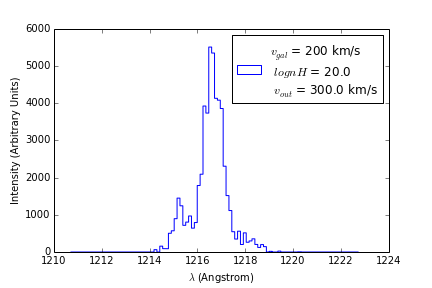 6000
5000
4000
3000
2000
1000
0
Intensity (Arbitrary Units)
v_gal = 200 km/s
lognH = 20.0
v_out = 300.0 km/s
1210 1212 1214 1216 1218 1220 1222 1224
λ (Angstrom)